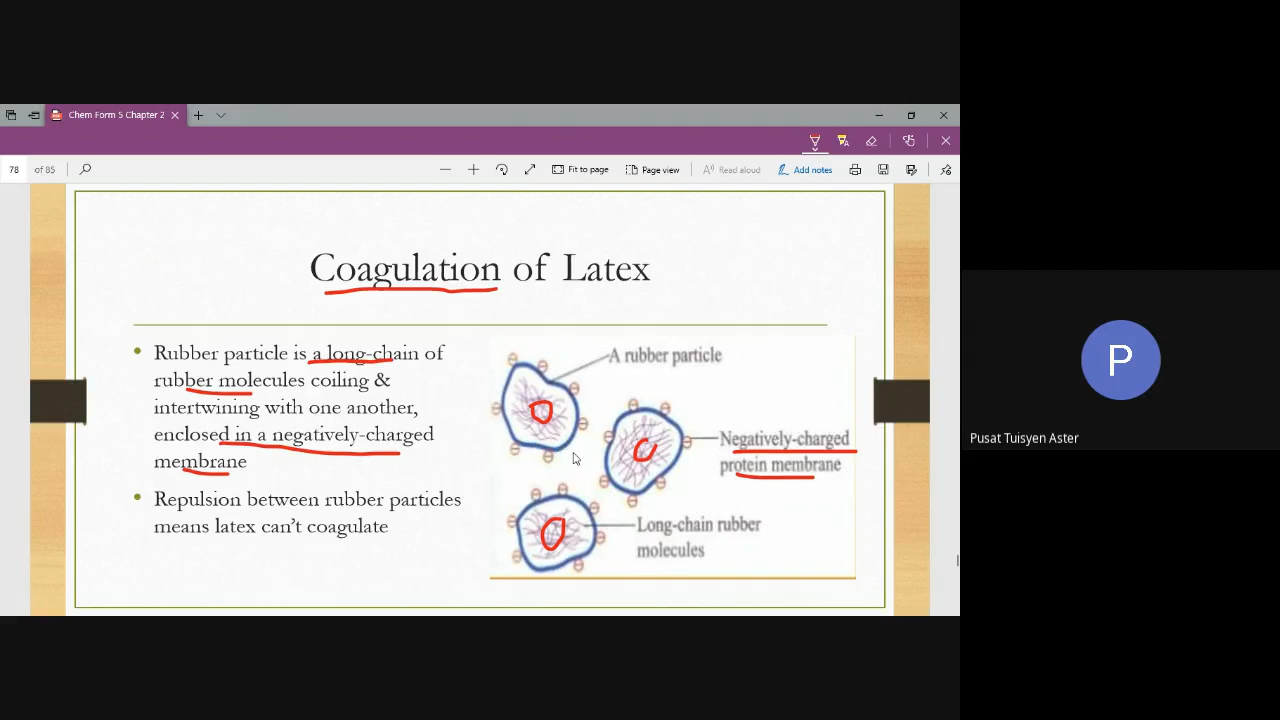 Chem Form 5 Chapter 2
78 of 85
Fit to page
Page view
Read aloud
Add notes
Coagulation of Latex
• Rubber particle is a long-chain of
rubber molecules coiling &
intertwining with one another,
enclosed in a negatively-charged
membrane
• Repulsion between rubber particles
means latex can't coagulate
A rubber particle
Negatively-charged
protein membrane
Long-chain rubber
molecules
P
Pusat Tuisyen Aster